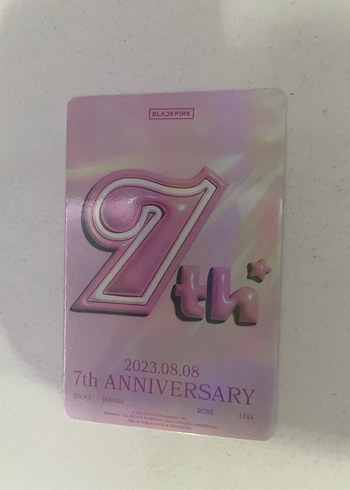 BLACKPINK
7th
2023.08.08
7th ANNIVERSARY
JISOO JENNIE ROSÉ LISA